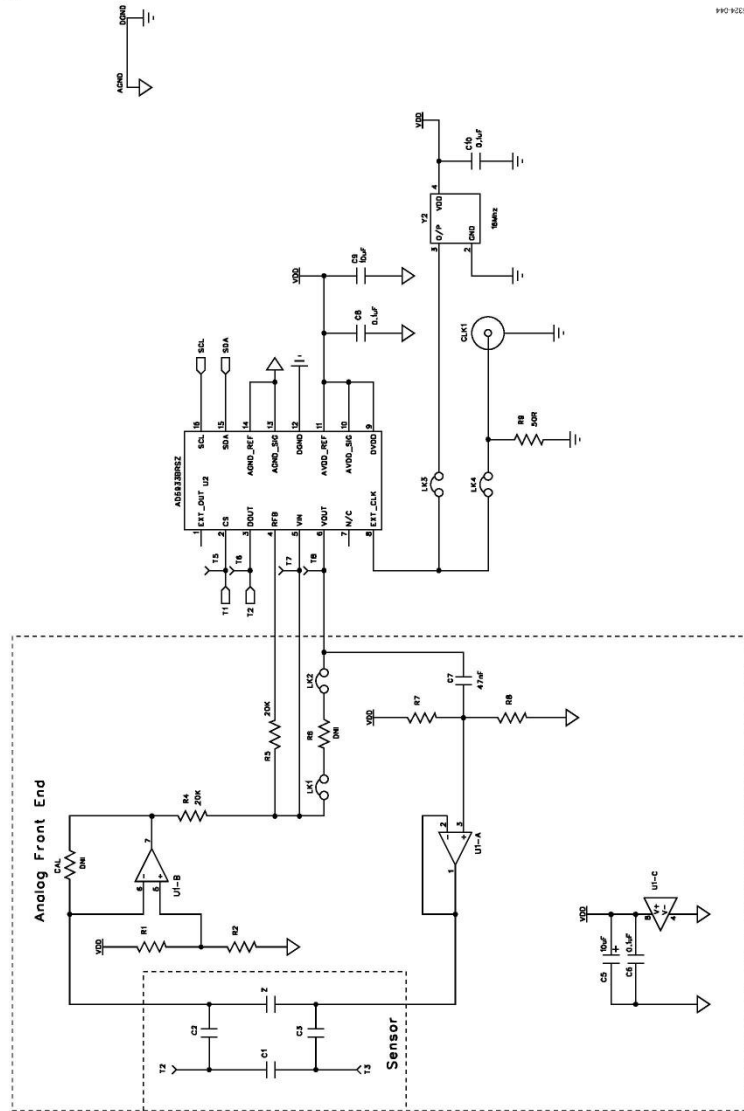 DGND
AGND
VDD
C10
0.1uF
4
VDD
Y2
O/P
GND
16Mhz
3
2
CLK1
R9
50R
LK3
LK4
VDD
C9
10uF
C8
0.1uF
SCL
SDA
AD5933BRSZ
U2
1
EXT_OUT
SCL
16
2
CS
SDA
15
3
DOUT
AGND_REF
14
4
RFB
AGND_SIG
13
5
VIN
DGND
12
6
VOUT
AVDD_REF
11
7
N/C
AVDD_SIG
10
8
EXT_CLK
DVDD
9
T5
T1
T6
T2
T7
T8
Analog Front End
CAL
DNI
7
U1-B
6
5
R4
20K
R5
20K
LK1
R6
DNI
LK2
VDD
R1
R2
C7
47nF
VDD
R7
R8
2
3
1
U1-A
Z
C2
C3
C1
T2
T3
Sensor
VDD
C5
10uF
+
C6
0.1uF
U1-C
8
V+
V-
4